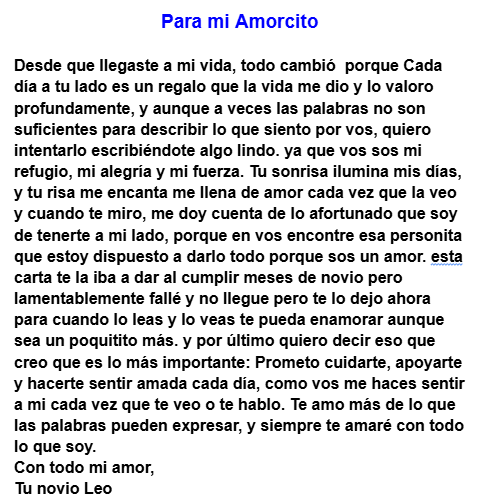 Para mi Amorcito
Desde que llegaste a mi vida, todo cambió  porque Cada
día a tu lado es un regalo que la vida me dio y lo valoro
profundamente, y aunque a veces las palabras no son
suficientes para describir lo que siento por vos, quiero
intentarlo escribiéndote algo lindo. ya que vos sos mi
refugio, mi alegría y mi fuerza. Tu sonrisa ilumina mis días,
y tu risa me encanta me llena de amor cada vez que la veo
y cuando te miro, me doy cuenta de lo afortunado que soy
de tenerte a mi lado, porque en vos encontre esa personita
que estoy dispuesto a darlo todo porque sos un amor. esta
carta te la iba a dar al cumplir meses de novio pero
lamentablemente fallé y no llegue pero te lo dejo ahora
para cuando lo leas y lo veas te pueda enamorar aunque
sea un poquitito más. y por último quiero decir eso que
creo que es lo más importante: Prometo cuidarte, apoyarte
y hacerte sentir amada cada día, como vos me haces sentir
a mi cada vez que te veo o te hablo. Te amo más de lo que
las palabras pueden expresar, y siempre te amaré con todo
lo que soy.
Con todo mi amor,
Tu novio Leo